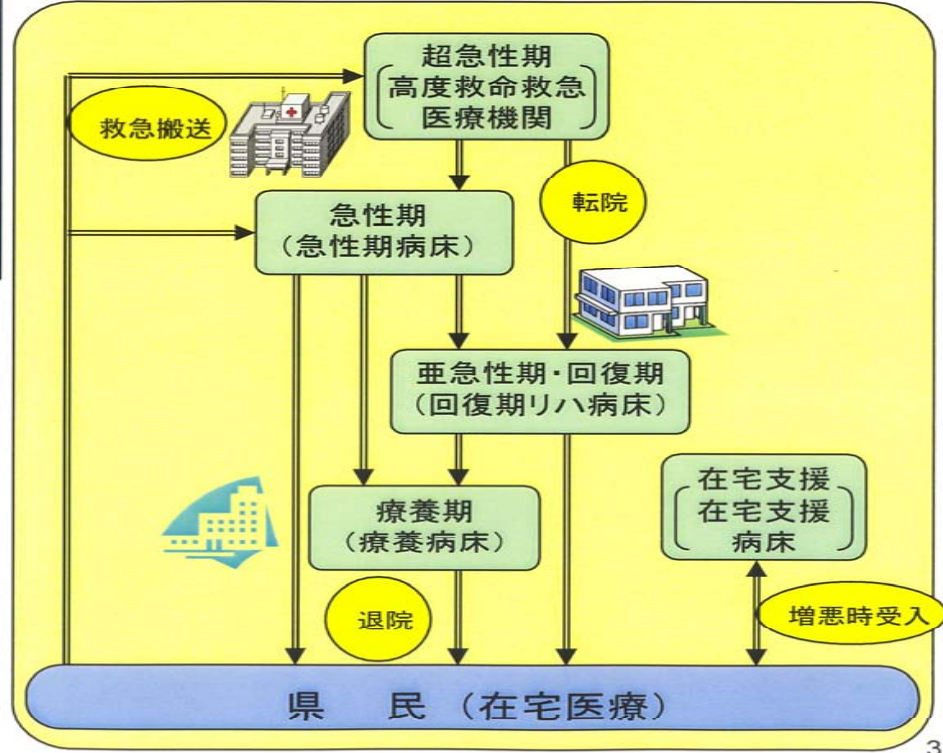 超急性期
高度救命救急
医療機関
救急搬送
転院
急性期
（急性期病床）
亜急性期・回復期
（回復期リハ病床）
在宅支援
在宅支援
病床
療養期
（療養病床）
退院
増悪時受入
県　民（在宅医療）
3